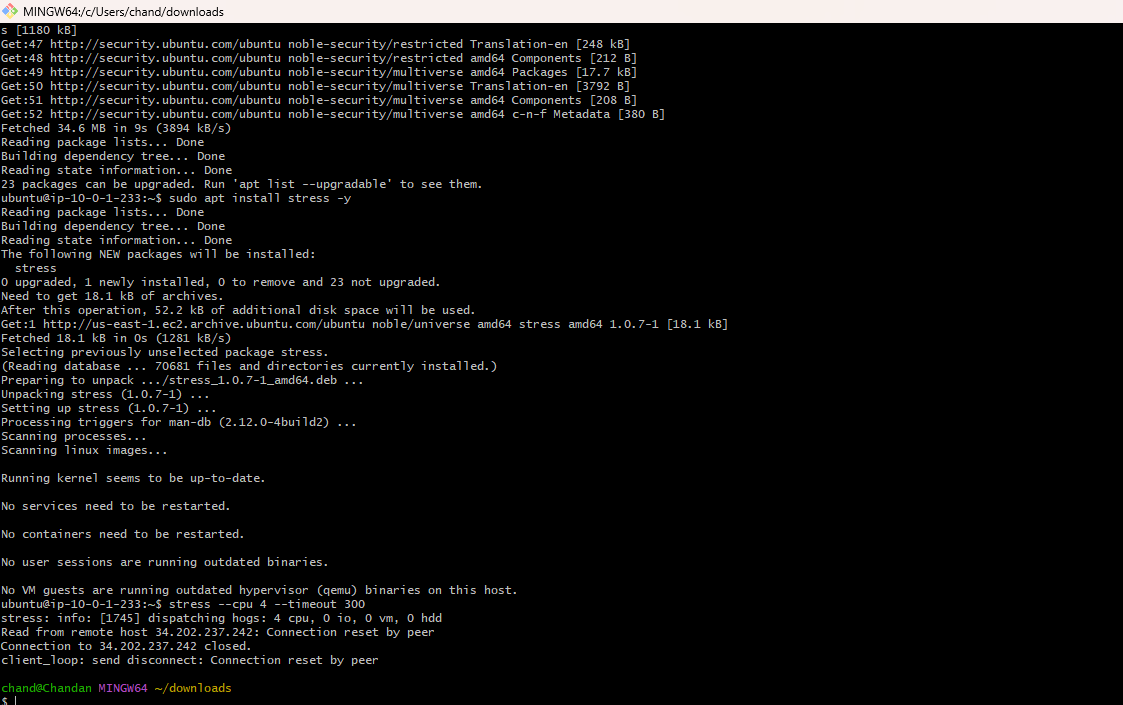 MINGW64:/c/Users/chand/downloads
s [1180 kB]
Get:47 http://security.ubuntu.com/ubuntu noble-security/restricted Translation-en [248 kB]
Get:48 http://security.ubuntu.com/ubuntu noble-security/restricted amd64 Components [212 B]
Get:49 http://security.ubuntu.com/ubuntu noble-security/multiverse amd64 Packages [17.7 kB]
Get:50 http://security.ubuntu.com/ubuntu noble-security/multiverse Translation-en [3792 B]
Get:51 http://security.ubuntu.com/ubuntu noble-security/multiverse amd64 Components [208 B]
Get:52 http://security.ubuntu.com/ubuntu noble-security/multiverse amd64 c-n-f Metadata [380 B]
Fetched 34.6 MB in 9s (3894 kB/s)
Reading package lists... Done
Building dependency tree... Done
Reading state information... Done
23 packages can be upgraded. Run 'apt list --upgradable' to see them.
ubuntu@ip-10-0-1-233:~$ sudo apt install stress -y
Reading package lists... Done
Building dependency tree... Done
Reading state information... Done
The following NEW packages will be installed:
  stress
0 upgraded, 1 newly installed, 0 to remove and 23 not upgraded.
Need to get 18.1 kB of archives.
After this operation, 52.2 kB of additional disk space will be used.
Get:1 http://us-east-1.ec2.archive.ubuntu.com/ubuntu noble/universe amd64 stress amd64 1.0.7-1 [18.1 kB]
Fetched 18.1 kB in 0s (1281 kB/s)
Selecting previously unselected package stress.
(Reading database ... 70681 files and directories currently installed.)
Preparing to unpack .../stress_1.0.7-1_amd64.deb ...
Unpacking stress (1.0.7-1) ...
Setting up stress (1.0.7-1) ...
Processing triggers for man-db (2.12.0-4build2) ...
Scanning processes...
Scanning linux images...

Running kernel seems to be up-to-date.

No services need to be restarted.

No containers need to be restarted.

No user sessions are running outdated binaries.

No VM guests are running outdated hypervisor (qemu) binaries on this host.
ubuntu@ip-10-0-1-233:~$ stress --cpu 4 --timeout 300
stress: info: [1745] dispatching hogs: 4 cpu, 0 io, 0 vm, 0 hdd
Read from remote host 34.202.237.242: Connection reset by peer
Connection to 34.202.237.242 closed.
client_loop: send disconnect: Connection reset by peer

chand@Chandan MINGW64 ~/downloads
$